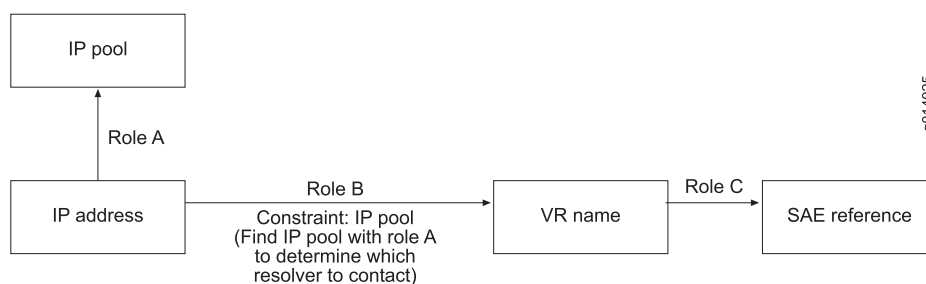 IP pool
Role A
Role B
Role C
IP address
VR name
SAE reference
Constraint: IP pool
(Find IP pool with role A
to determine which
resolver to contact)